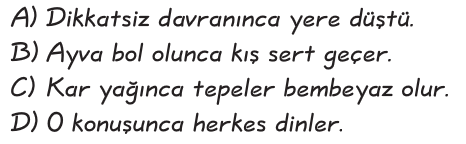 A) Dikkatsiz davranınca yere düştü.
B) Ayva bol olunca kış sert geçer.
C) Kar yağınca tepeler bembeyaz olur.
D) O konuşunca herkes dinler.